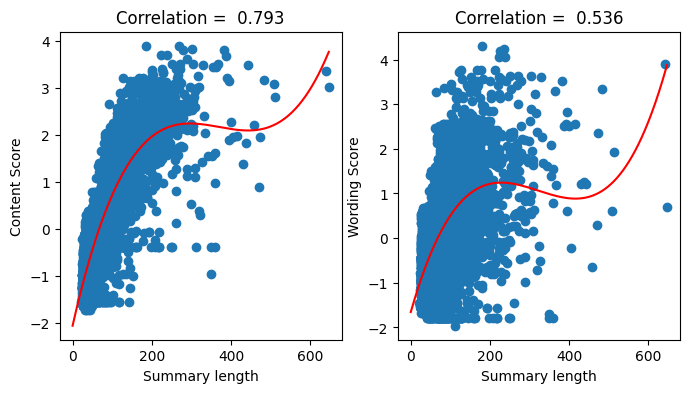 Correlation =  0.793
Content Score
4
3
2
1
0
−1
−2
0 200 400 600
Summary length
Correlation =  0.536
Wording Score
4
3
2
1
0
−1
−2
0 200 400 600
Summary length